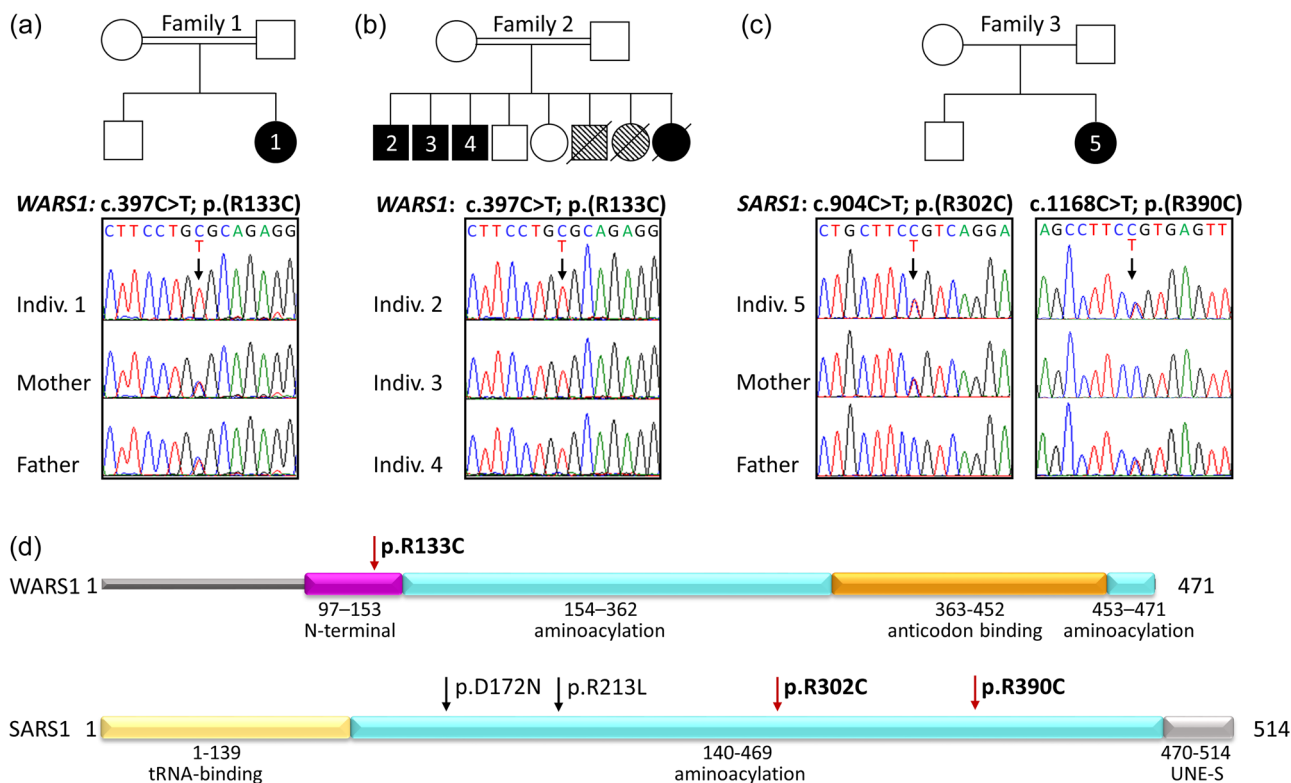 (a)
Family 1
1
WARS1: c.397C>T; p.(R133C)
CTTCCTGCGCAGAGG
T
Indiv. 1
Mother
Father
(b)
Family 2
2 3 4
WARS1: c.397C>T; p.(R133C)
CTTCCTGCGCAGAGG
T
Indiv. 2
Indiv. 3
Indiv. 4
(c)
Family 3
5
SARS1: c.904C>T; p.(R302C) c.1168C>T; p.(R390C)
CTGCTTCCGTCAGGA AGCCTTCCGTGAGTT
T T
Indiv. 5
Mother
Father
(d)
p.R133C
WARS1 1 471
97–153 154–362 363-452 453–471
N-terminal aminoacylation anticodon binding aminoacylation
p.D172N p.R213L p.R302C p.R390C
SARS1 1 514
1-139 140-469 470-514
tRNA-binding aminoacylation UNE-S